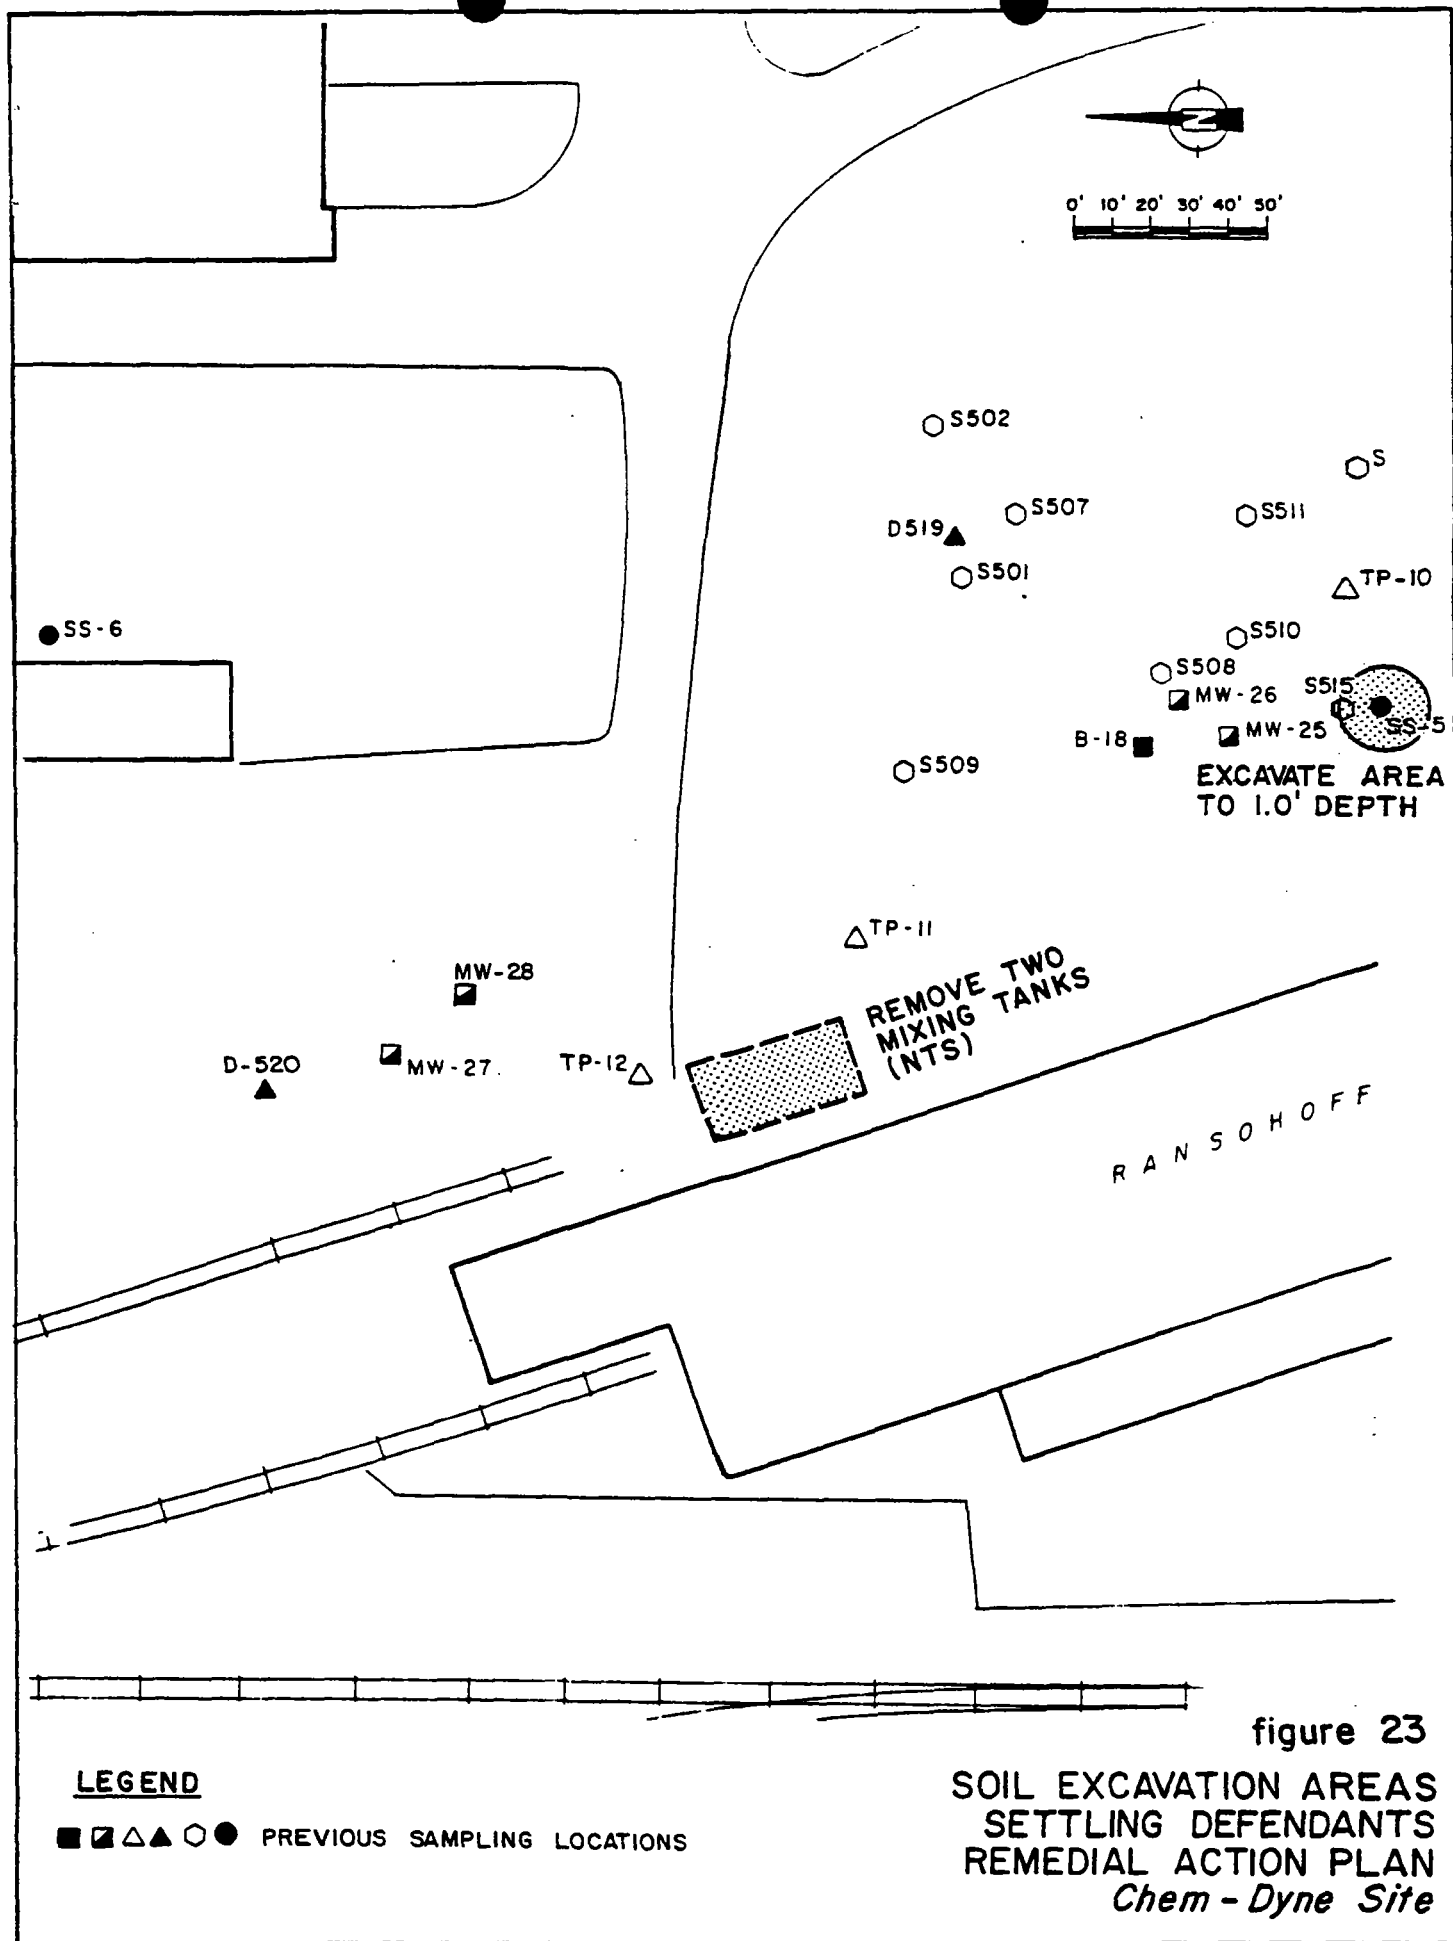 N
0' 10' 20' 30' 40' 50'
S502
S
S507
S511
D519
S501
TP-10
SS-6
S510
S508
MW-26
S515
SS-5
B-18
MW-25
S509
EXCAVATE AREA
TO 1.0' DEPTH
TP-11
REMOVE TWO
MIXING TANKS
(NTS)
MW-28
D-520
MW-27
TP-12
RANSOHOFF
figure 23
LEGEND
PREVIOUS SAMPLING LOCATIONS
SOIL EXCAVATION AREAS
SETTLING DEFENDANTS
REMEDIAL ACTION PLAN
Chem-Dyne Site